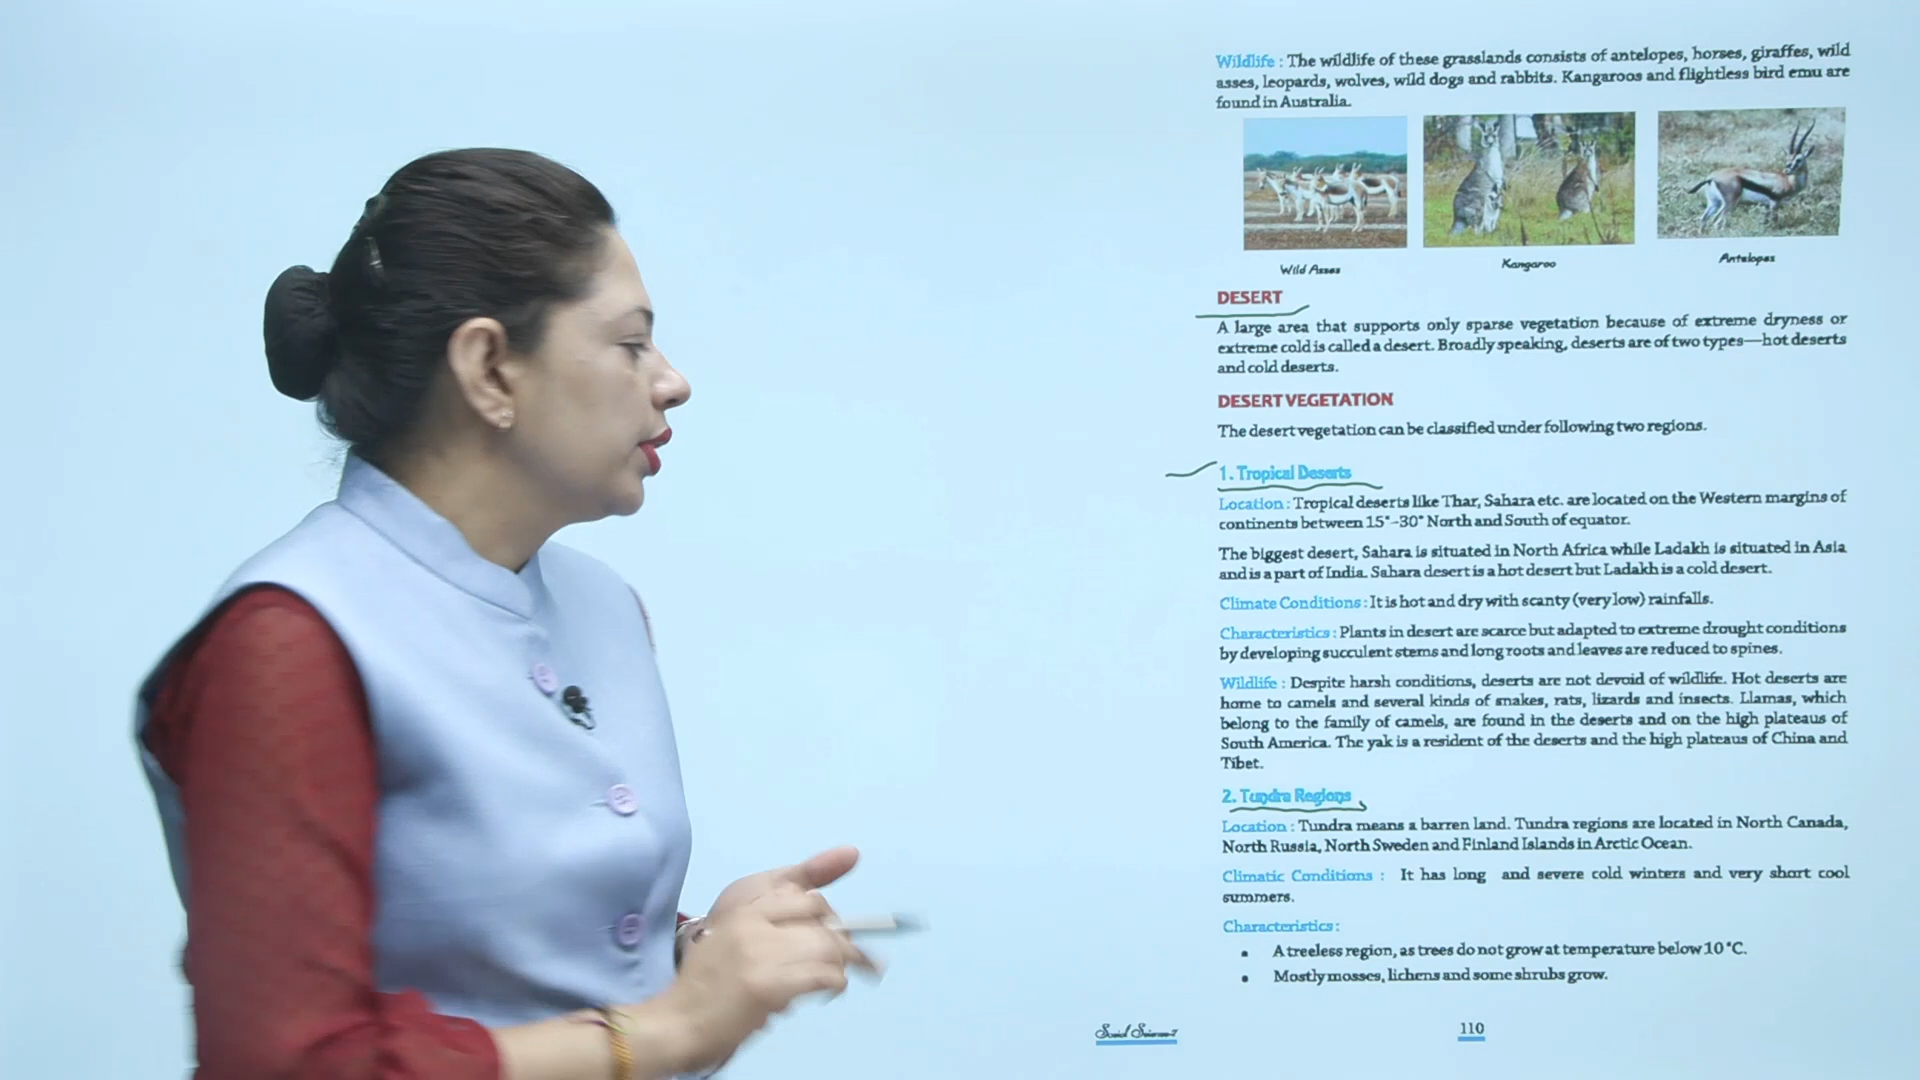 Wildlife : The wildlife of these grasslands consists of antelopes, horses, giraffes, wild
asses, leopards, wolves, wild dogs and rabbits. Kangaroos and flightless bird emu are
found in Australia.
Wild Asses
Kangaroo
Antelopes
DESERT
A large area that supports only sparse vegetation because of extreme dryness or
extreme cold is called a desert. Broadly speaking, deserts are of two types—hot deserts
and cold deserts.
DESERT VEGETATION
The desert vegetation can be classified under following two regions.
1. Tropical Deserts
Location : Tropical deserts like Thar, Sahara etc. are located on the Western margins of
continents between 15°-30° North and South of equator.
The biggest desert, Sahara is situated in North Africa while Ladakh is situated in Asia
and is a part of India. Sahara desert is a hot desert but Ladakh is a cold desert.
Climate Conditions : It is hot and dry with scanty (very low) rainfalls.
Characteristics : Plants in desert are scarce but adapted to extreme drought conditions
by developing succulent stems and long roots and leaves are reduced to spines.
Wildlife : Despite harsh conditions, deserts are not devoid of wildlife. Hot deserts are
home to camels and several kinds of snakes, rats, lizards and insects. Llamas, which
belong to the family of camels, are found in the deserts and on the high plateaus of
South America. The yak is a resident of the deserts and the high plateaus of China and
Tibet.
2. Tundra Regions
Location : Tundra means a barren land. Tundra regions are located in North Canada,
North Russia, North Sweden and Finland Islands in Arctic Ocean.
Climatic Conditions : It has long and severe cold winters and very short cool
summers.
Characteristics :
• A treeless region, as trees do not grow at temperature below 10 °C.
• Mostly mosses, lichens and some shrubs grow.
Social Science-7
110